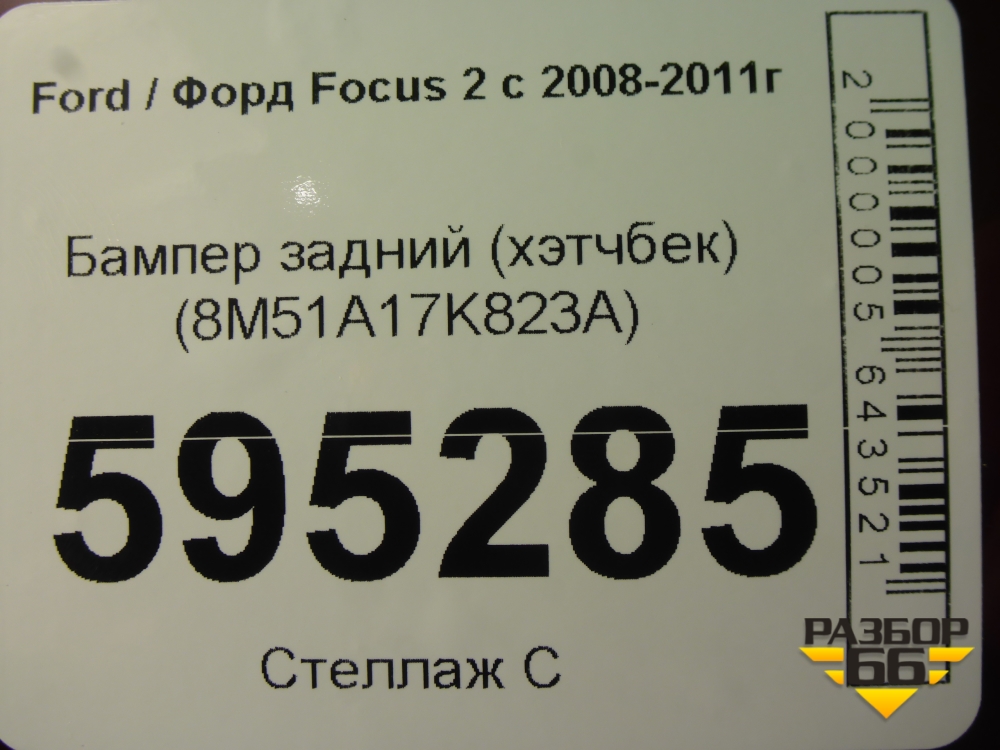 Ford / Форд Focus 2 с 2008-2011г
Бампер задний (хэтчбек)
(8M51A17K823A)
595285
Стеллаж С
2000005643521
РАЗБОР
66